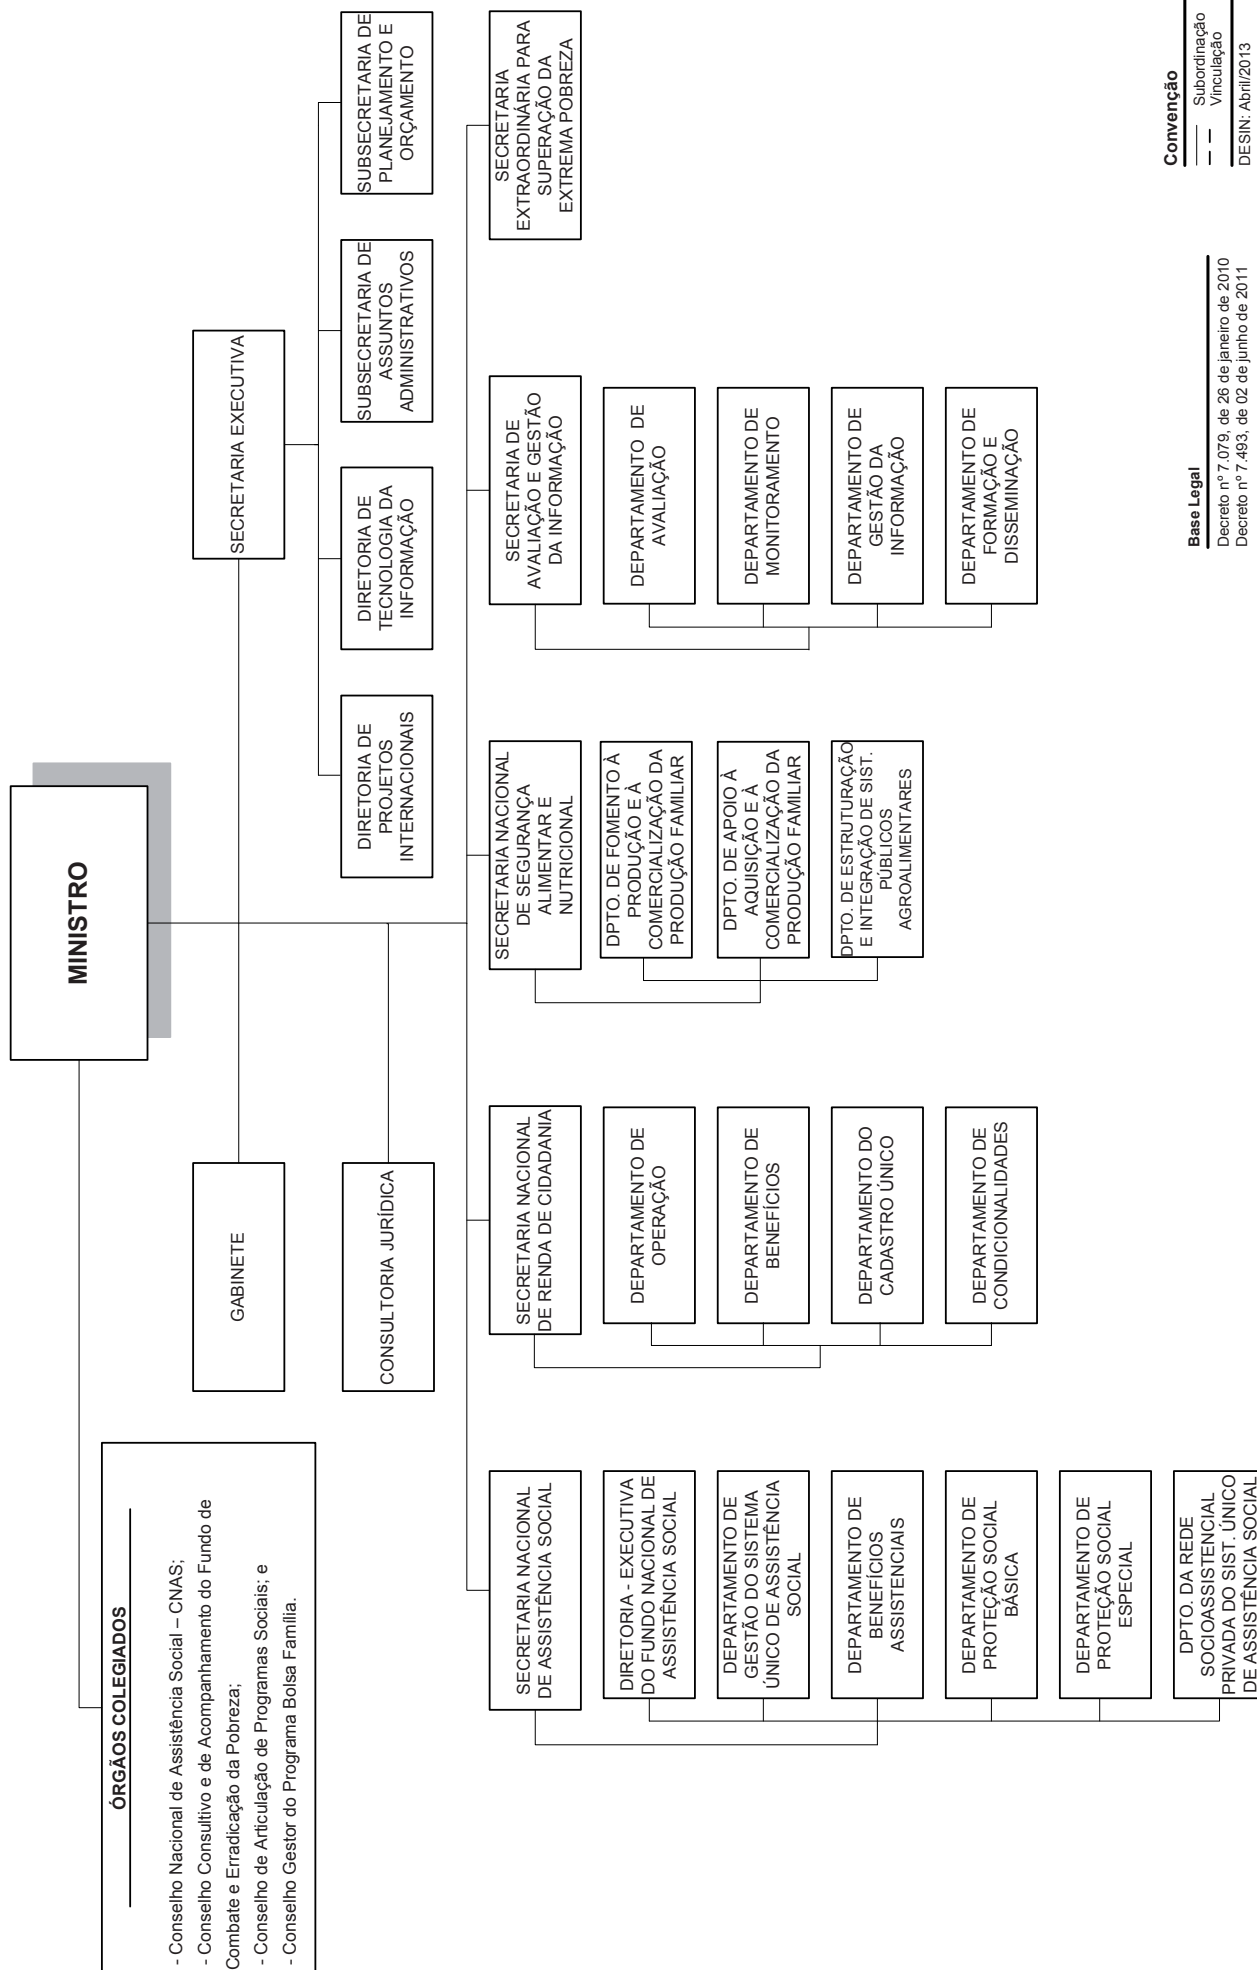 MINISTRO
ÓRGÃOS COLEGIADOS
- Conselho Nacional de Assistência Social – CNAS;
- Conselho Consultivo e de Acompanhamento do Fundo de
Combate e Erradicação da Pobreza;
- Conselho de Articulação de Programas Sociais; e
- Conselho Gestor do Programa Bolsa Família.
GABINETE
SECRETARIA EXECUTIVA
CONSULTORIA JURÍDICA
DIRETORIA DE
PROJETOS
INTERNACIONAIS
DIRETORIA DE
TECNOLOGIA DA
INFORMAÇÃO
SUBSECRETARIA DE
ASSUNTOS
ADMINISTRATIVOS
SUBSECRETARIA DE
PLANEJAMENTO E
ORÇAMENTO
SECRETARIA NACIONAL
DE ASSISTÊNCIA SOCIAL
DIRETORIA - EXECUTIVA
DO FUNDO NACIONAL DE
ASSISTÊNCIA SOCIAL
DEPARTAMENTO DE
GESTÃO DO SISTEMA
ÚNICO DE ASSISTÊNCIA
SOCIAL
DEPARTAMENTO DE
BENEFÍCIOS
ASSISTENCIAIS
DEPARTAMENTO DE
PROTEÇÃO SOCIAL
BÁSICA
DEPARTAMENTO DE
PROTEÇÃO SOCIAL
ESPECIAL
DPTO. DA REDE
SOCIOASSISTENCIAL
PRIVADA DO SIST. ÚNICO
DE ASSISTÊNCIA SOCIAL
SECRETARIA NACIONAL
DE RENDA DE CIDADANIA
DEPARTAMENTO DE
OPERAÇÃO
DEPARTAMENTO DE
BENEFÍCIOS
DEPARTAMENTO DO
CADASTRO ÚNICO
DEPARTAMENTO DE
CONDICIONALIDADES
SECRETARIA NACIONAL
DE SEGURANÇA
ALIMENTAR E
NUTRICIONAL
DPTO. DE FOMENTO À
PRODUÇÃO E À
COMERCIALIZAÇÃO DA
PRODUÇÃO FAMILIAR
DPTO. DE APOIO À
AQUISIÇÃO E À
COMERCIALIZAÇÃO DA
PRODUÇÃO FAMILIAR
DPTO. DE ESTRUTURAÇÃO
E INTEGRAÇÃO DE SIST.
PÚBLICOS
AGROALIMENTARES
SECRETARIA DE
AVALIAÇÃO E GESTÃO
DA INFORMAÇÃO
DEPARTAMENTO DE
AVALIAÇÃO
DEPARTAMENTO DE
MONITORAMENTO
DEPARTAMENTO DE
GESTÃO DA
INFORMAÇÃO
DEPARTAMENTO DE
FORMAÇÃO E
DISSEMINAÇÃO
SECRETARIA
EXTRAORDINÁRIA PARA
SUPERAÇÃO DA
EXTREMA POBREZA
Base Legal
Decreto nº 7.079, de 26 de janeiro de 2010
Decreto nº 7.493, de 02 de junho de 2011
Convenção
Subordinação
Vinculação
DESIN: Abril/2013